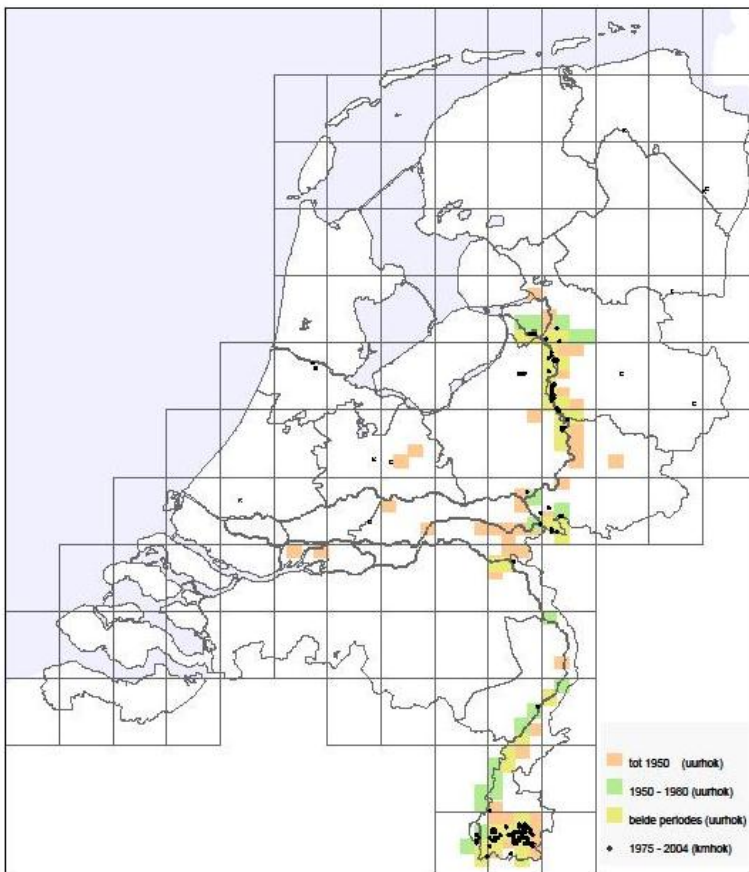 tot 1950 (uurhok)
1950 - 1980 (uurhok)
beide periodes (uurhok)
1975 - 2004 (kmhok)